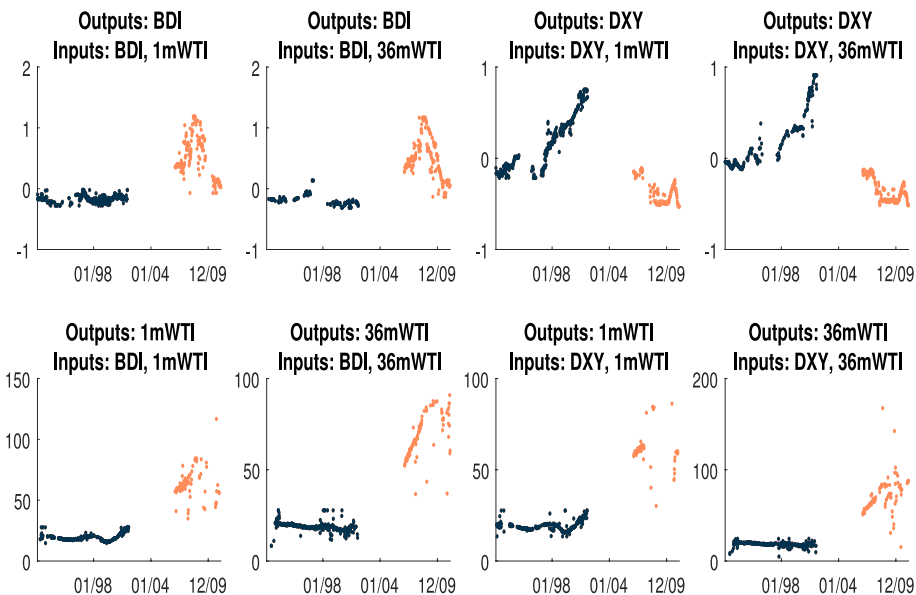 Outputs: BDI
Inputs: BDI, 1mWTI
2
1
0
-1
01/98 01/04 12/09
Outputs: BDI
Inputs: BDI, 36mWTI
2
1
0
-1
01/98 01/04 12/09
Outputs: DXY
Inputs: DXY, 1mWTI
1
0
-1
01/98 01/04 12/09
Outputs: DXY
Inputs: DXY, 36mWTI
1
0
-1
01/98 01/04 12/09
Outputs: 1mWTI
Inputs: BDI, 1mWTI
150
100
50
0
01/98 01/04 12/09
Outputs: 36mWTI
Inputs: BDI, 36mWTI
100
50
0
01/98 01/04 12/09
Outputs: 1mWTI
Inputs: DXY, 1mWTI
100
50
0
01/98 01/04 12/09
Outputs: 36mWTI
Inputs: DXY, 36mWTI
200
100
0
01/98 01/04 12/09